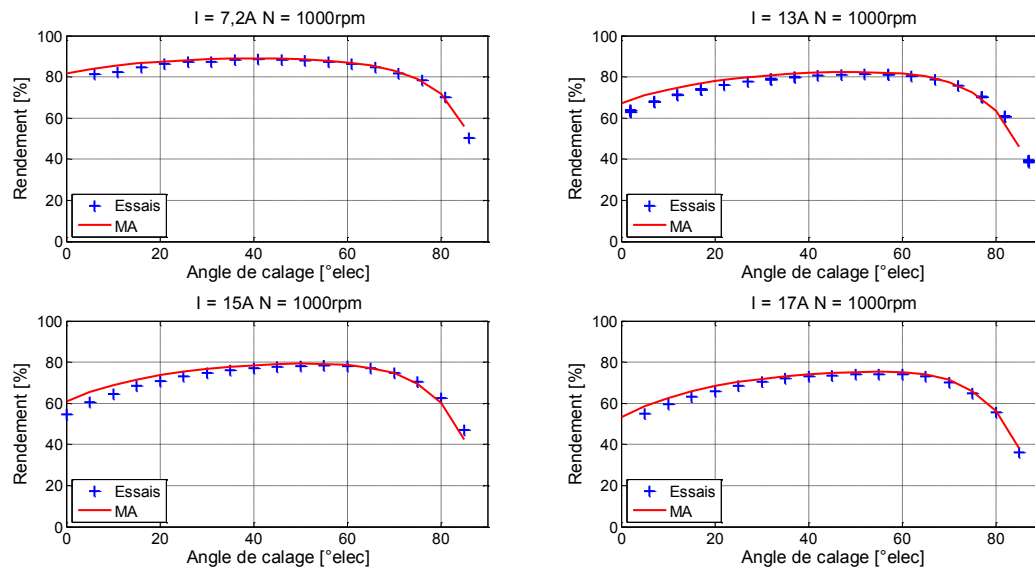 I = 7,2A N = 1000rpm
100
80
60
40
20
0
Rendement [%]
Essais
MA
0 20 40 60 80
Angle de calage [°elec]
I = 13A N = 1000rpm
100
80
60
40
20
0
Rendement [%]
Essais
MA
0 20 40 60 80
Angle de calage [°elec]
I = 15A N = 1000rpm
100
80
60
40
20
0
Rendement [%]
Essais
MA
0 20 40 60 80
Angle de calage [°elec]
I = 17A N = 1000rpm
100
80
60
40
20
0
Rendement [%]
Essais
MA
0 20 40 60 80
Angle de calage [°elec]